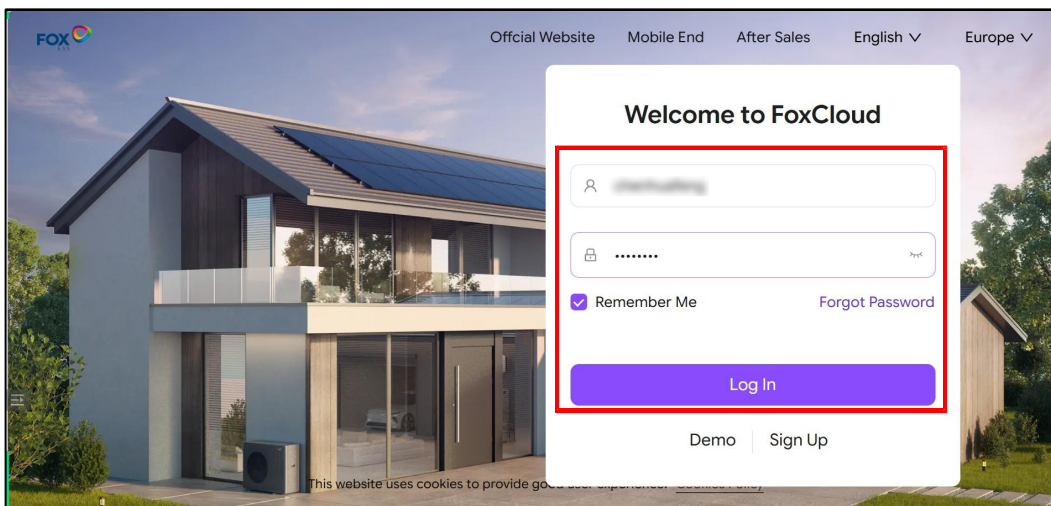 FOX
ESS
Offcial Website Mobile End After Sales English Europe
Welcome to FoxCloud
Remember Me Forgot Password
Log In
Demo Sign Up
This website uses cookies to provide good user experience. Cookies Policy